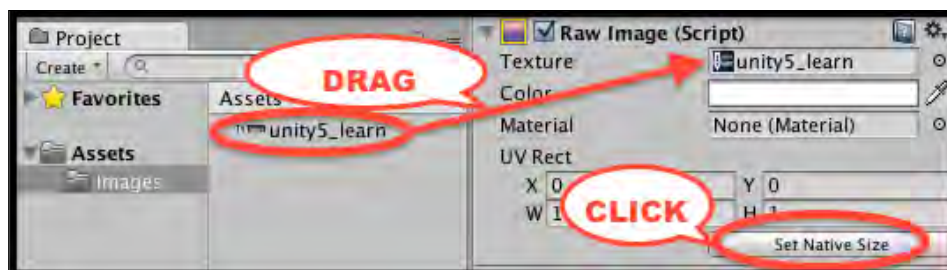 Project
Create
Favorites
Assets
Images
Assets
unity5_learn
DRAG
Raw Image (Script)
Texture
unity5_learn
Color
Material
None (Material)
UV Rect
X 0
Y 0
W 1
H 1
CLICK
Set Native Size